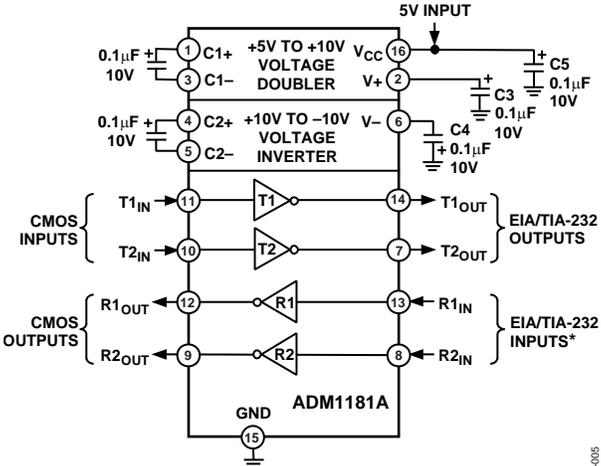 5V INPUT
0.1μF
10V
+
1
C1+
3
C1–
+5V TO +10V
VOLTAGE
DOUBLER
VCC
16
V+
2
+
C5
0.1μF
10V
+
C3
0.1μF
10V
0.1μF
10V
+
4
C2+
5
C2–
+10V TO –10V
VOLTAGE
INVERTER
V–
6
C4
+ 0.1μF
10V
CMOS
INPUTS
T1IN
11
T1
14
T1OUT
T2IN
10
T2
7
T2OUT
EIA/TIA-232
OUTPUTS
CMOS
OUTPUTS
R1OUT
12
R1
13
R1IN
R2OUT
9
R2
8
R2IN
EIA/TIA-232
INPUTS*
ADM1181A
GND
15
-005